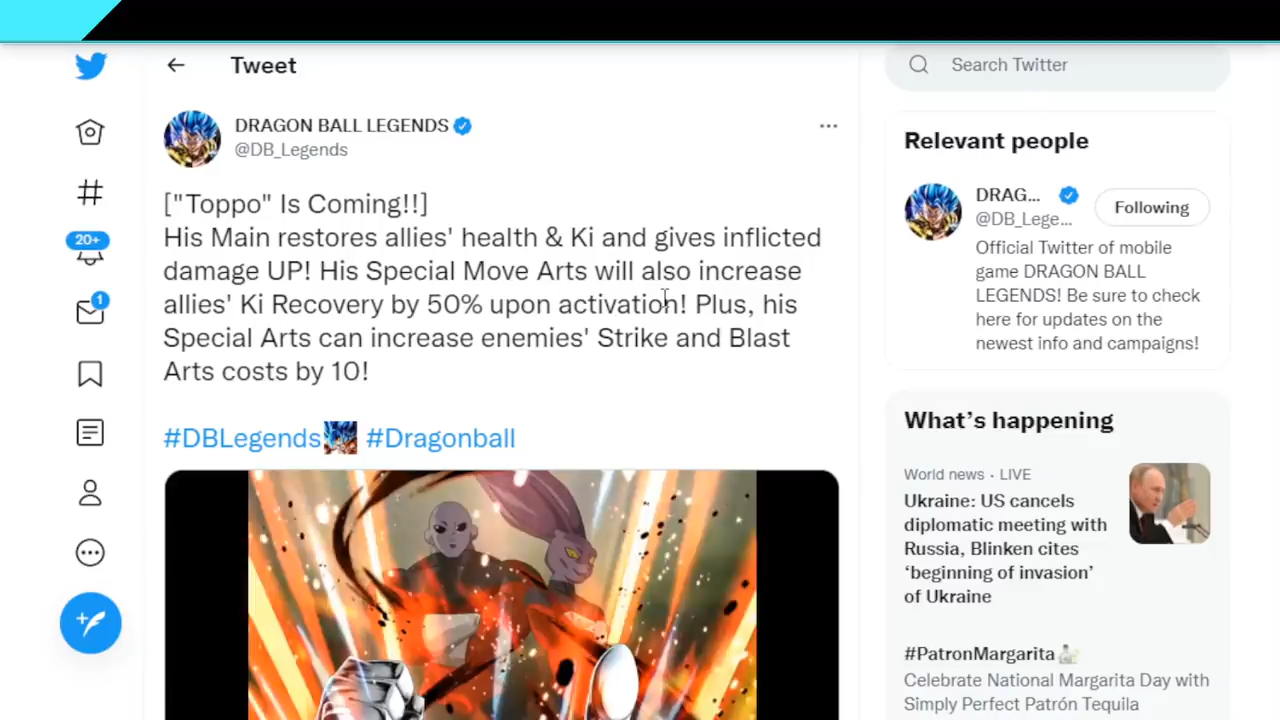 Tweet
DRAGON BALL LEGENDS
@DB_Legends
["Toppo" Is Coming!!]
His Main restores allies' health & Ki and gives inflicted
damage UP! His Special Move Arts will also increase
allies' Ki Recovery by 50% upon activation! Plus, his
Special Arts can increase enemies' Strike and Blast
Arts costs by 10!
#DBLegends #Dragonball
20+
1
Search Twitter
Relevant people
DRAG...
@DB_Lege...
Following
Official Twitter of mobile
game DRAGON BALL
LEGENDS! Be sure to check
here for updates on the
newest info and campaigns!
What's happening
World news · LIVE
Ukraine: US cancels
diplomatic meeting with
Russia, Blinken cites
‘beginning of invasion’
of Ukraine
#PatronMargarita
Celebrate National Margarita Day with
Simply Perfect Patrón Tequila